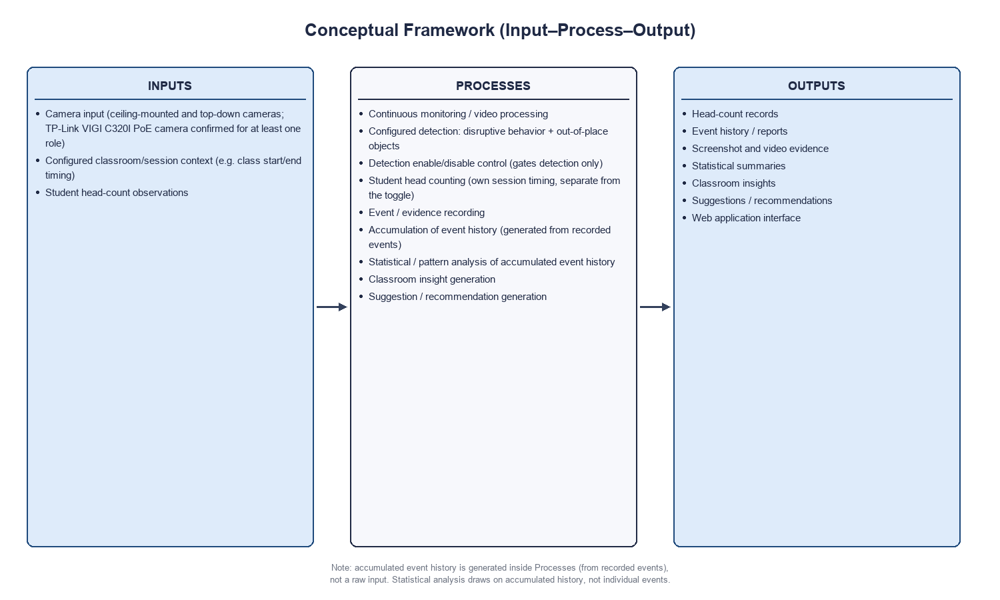 Conceptual Framework (Input–Process–Output)
INPUTS
• Camera input (ceiling-mounted and top-down cameras;
TP-Link VIGI C320I PoE camera confirmed for at least one
role)
• Configured classroom/session context (e.g. class start/end
timing)
• Student head-count observations
PROCESSES
• Continuous monitoring / video processing
• Configured detection: disruptive behavior + out-of-place
objects
• Detection enable/disable control (gates detection only)
• Student head counting (own session timing, separate from
the toggle)
• Event / evidence recording
• Accumulation of event history (generated from recorded
events)
• Statistical / pattern analysis of accumulated event history
• Classroom insight generation
• Suggestion / recommendation generation
OUTPUTS
• Head-count records
• Event history / reports
• Screenshot and video evidence
• Statistical summaries
• Classroom insights
• Suggestions / recommendations
• Web application interface
Note: accumulated event history is generated inside Processes (from recorded events),
not a raw input. Statistical analysis draws on accumulated history, not individual events.